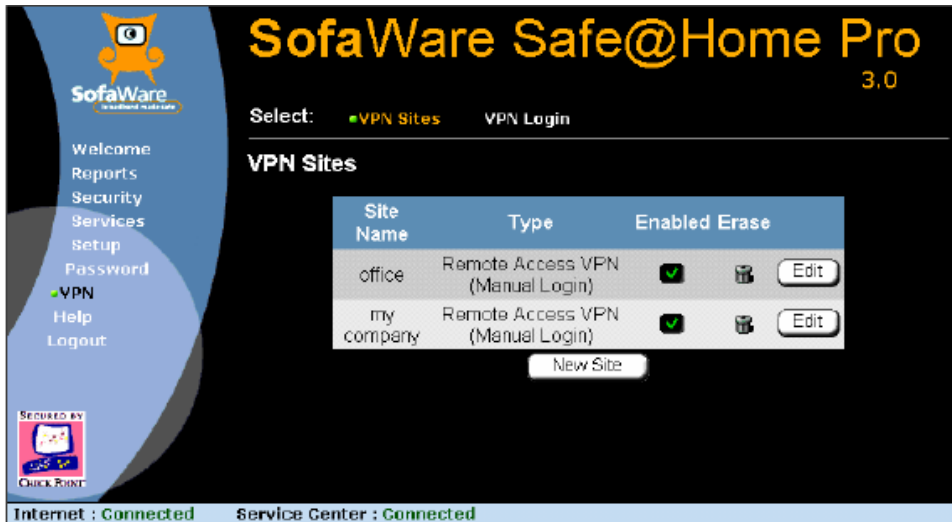 SofaWare Safe@Home Pro
3.0
SofaWare
Select: VPN Sites VPN Login
Welcome
Reports
Security
Services
Setup
Password
VPN
Help
Logout
VPN Sites
Site Name Type Enabled Erase
office Remote Access VPN (Manual Login) Edit
my company Remote Access VPN (Manual Login) Edit
New Site
SECURED BY
CHECK POINT
Internet : Connected Service Center : Connected